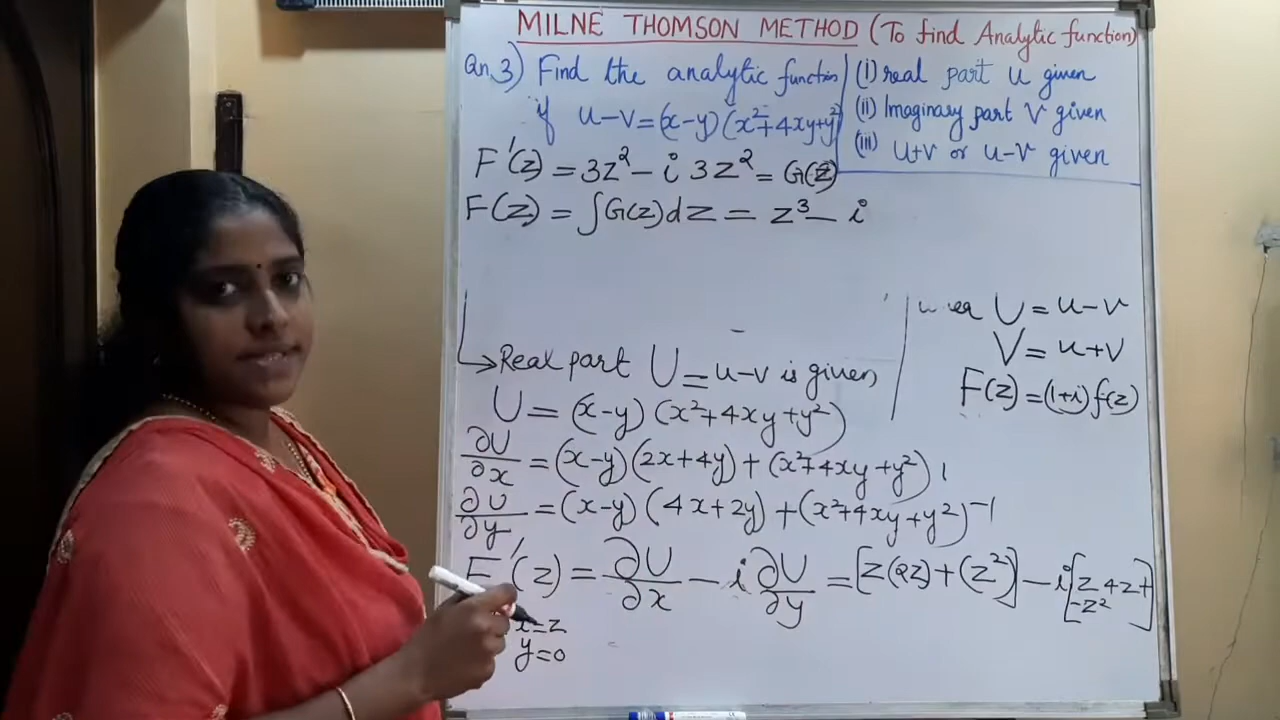 MILNE THOMSON METHOD (To find Analytic function)
Qn 3) Find the analytic function
if u-v=(x-y)(x²+4xy+y²)
(i) real part u given
(ii) Imaginary part V given
(iii) u+v or u-v given
F'(z) = 3z² - i 3z² = G(z)
F(z) = ∫G(z)dz = z³ - i
U = u-v
V = u+v
F(z) = (1+i)f(z)
→Real part U = u-v is given
U = (x-y)(x²+4xy+y²)
∂U/∂x = (x-y)(2x+4y)+(x²+4xy+y²) 1
∂U/∂y = (x-y)(4x+2y)+(x²+4xy+y²) -1
F'(z) = ∂U/∂x - i ∂U/∂y = [z(2z)+(z²)] - i[z 4z+ -z²]
x=z
y=0